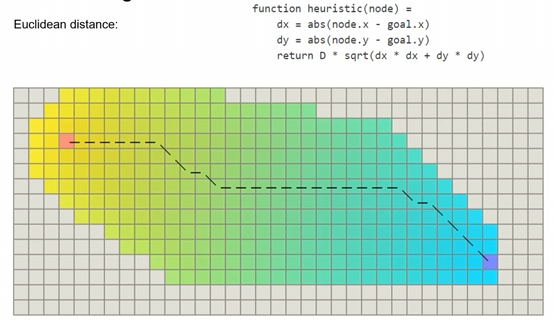 function heuristic(node) =
Euclidean distance:
dx = abs(node.x - goal.x)
dy = abs(node.y - goal.y)
return D * sqrt(dx * dx + dy * dy)